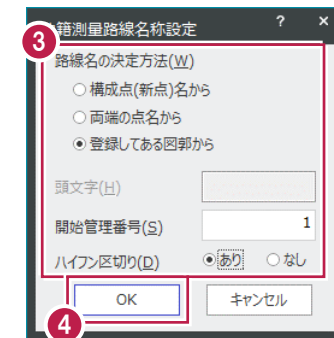 籍測量路線名称設定 ? ×
3
路線名の決定方法(W)
構成点(新点)名から
両端の点名から
登録してある図郭から
頭文字(H)
開始管理番号(S) 1
ハイフン区切り(D) あり なし
OK キャンセル
4